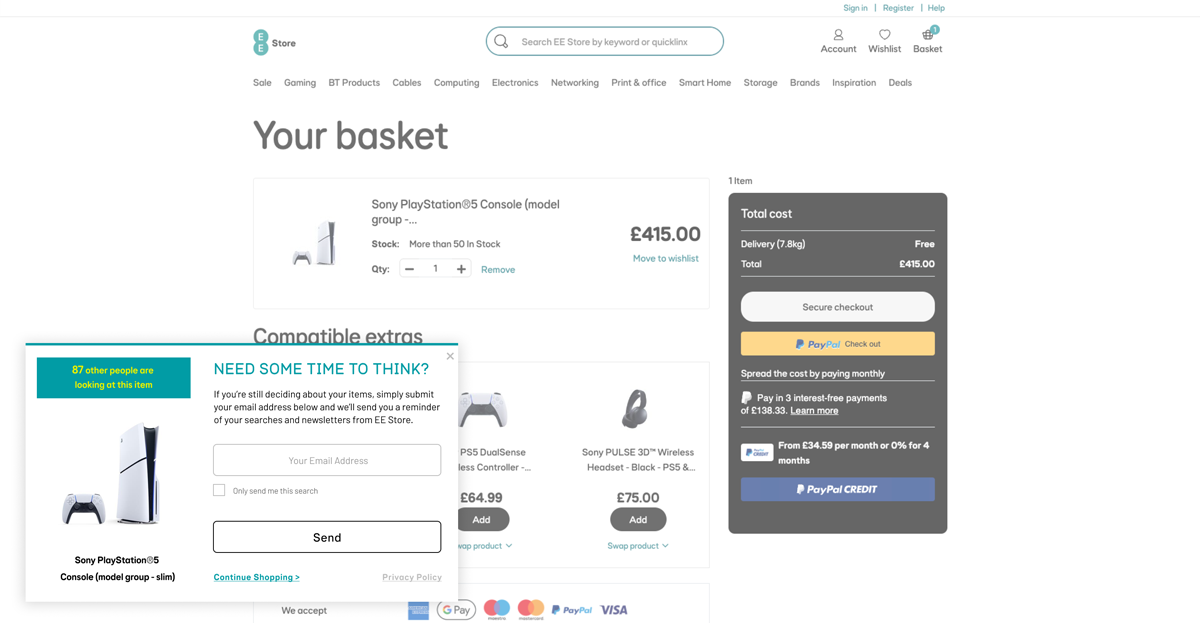 Sign in | Register | Help
EE Store
Search EE Store by keyword or quicklinx
Account Wishlist 1 Basket
Sale Gaming BT Products Cables Computing Electronics Networking Print & office Smart Home Storage Brands Inspiration Deals
Your basket
Sony PlayStation®5 Console (model
group -...
Stock: More than 50 In Stock
Qty: − 1 + Remove
£415.00
Move to wishlist
1 Item
Total cost
Delivery (7.8kg) Free
Total £415.00
Secure checkout
PayPal Check out
Spread the cost by paying monthly
Pay in 3 interest-free payments
of £138.33. Learn more
PayPal CREDIT
From £34.59 per month or 0% for 4
months
PayPal CREDIT
Compatible extras
PS5 DualSense
less Controller -...
£64.99
Add
wap product
Sony PULSE 3D™ Wireless
Headset - Black - PS5 &...
£75.00
Add
Swap product
87 other people are
looking at this item
Sony PlayStation®5
Console (model group - slim)
NEED SOME TIME TO THINK?
If you're still deciding about your items, simply submit
your email address below and we'll send you a reminder
of your searches and newsletters from EE Store.
Your Email Address
Only send me this search
Send
Continue Shopping > Privacy Policy
We accept
G Pay maestro mastercard PayPal VISA